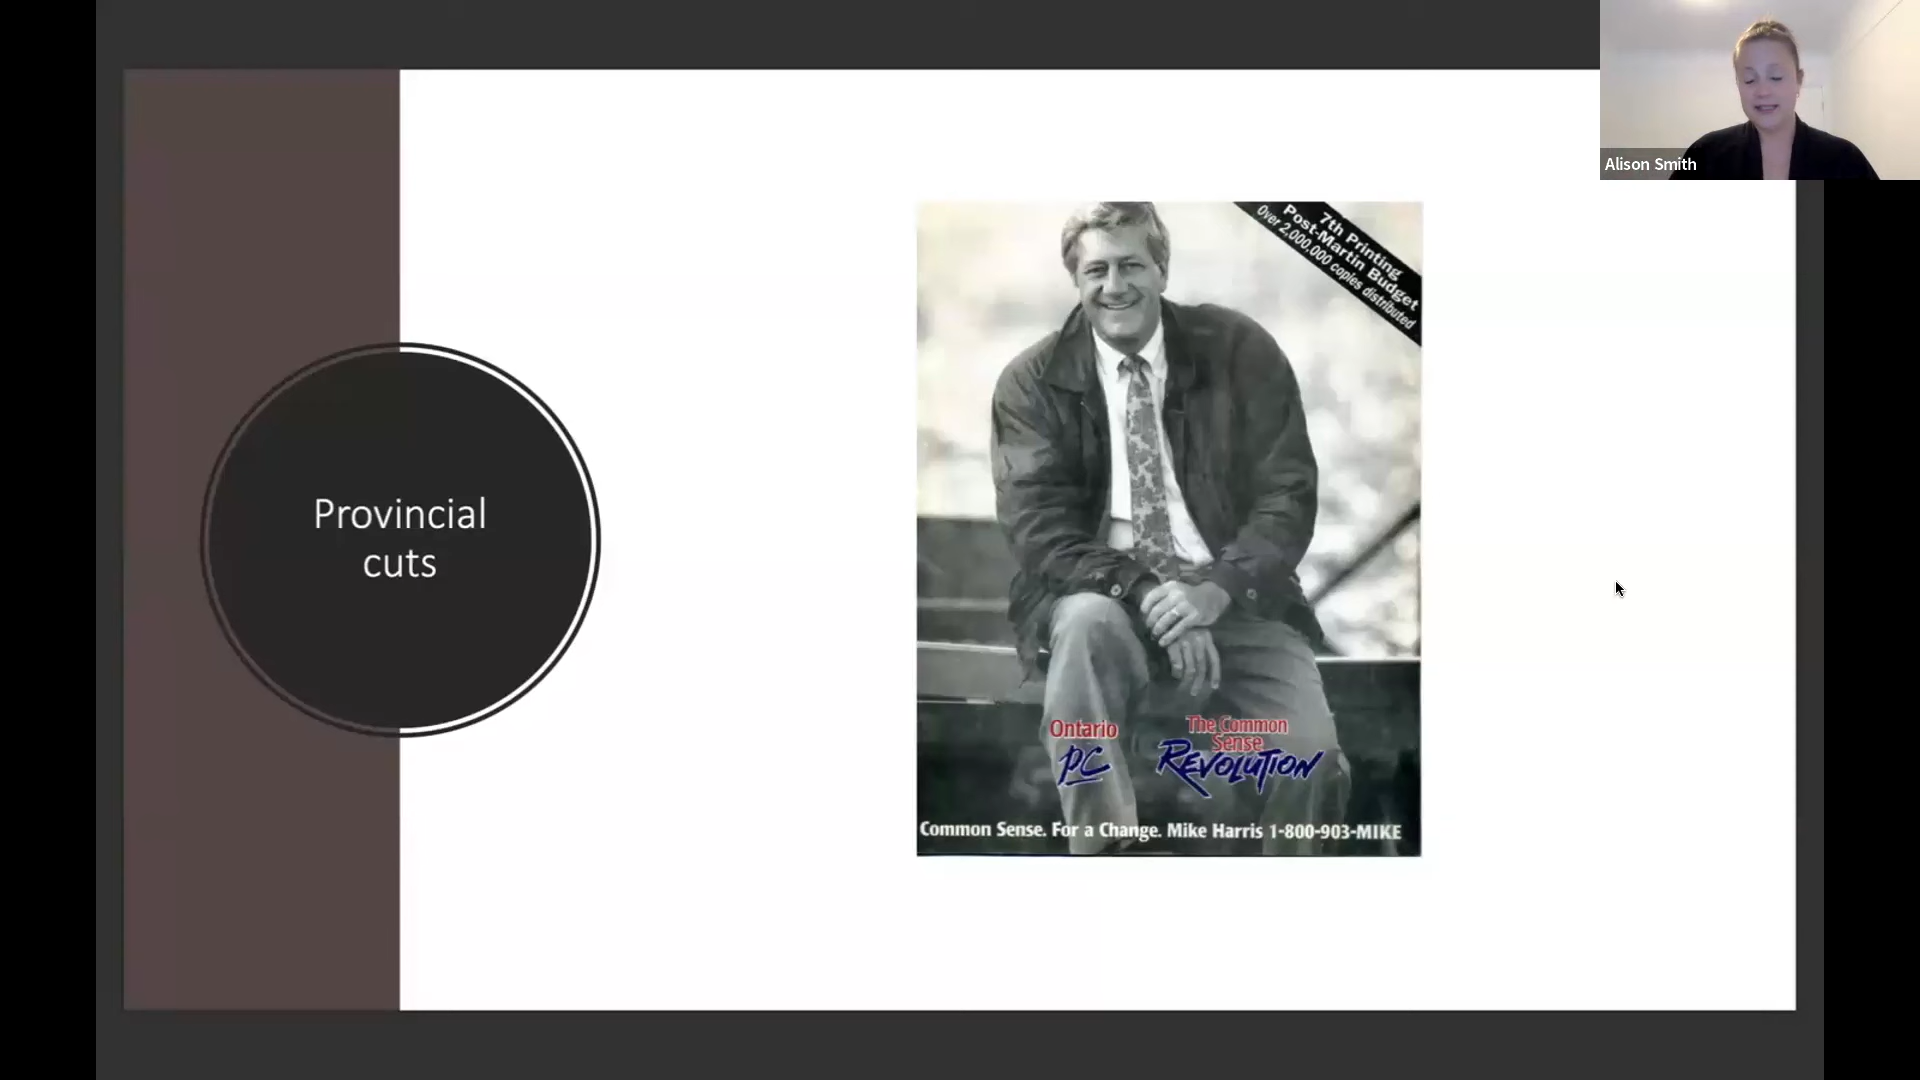 Alison Smith
Provincial
cuts
7th Printing
Post-Martin Budget
Over 2,000,000 copies distributed
Ontario
PC
The Common
Sense
REVOLUTION
Common Sense. For a Change. Mike Harris 1-800-903-MIKE